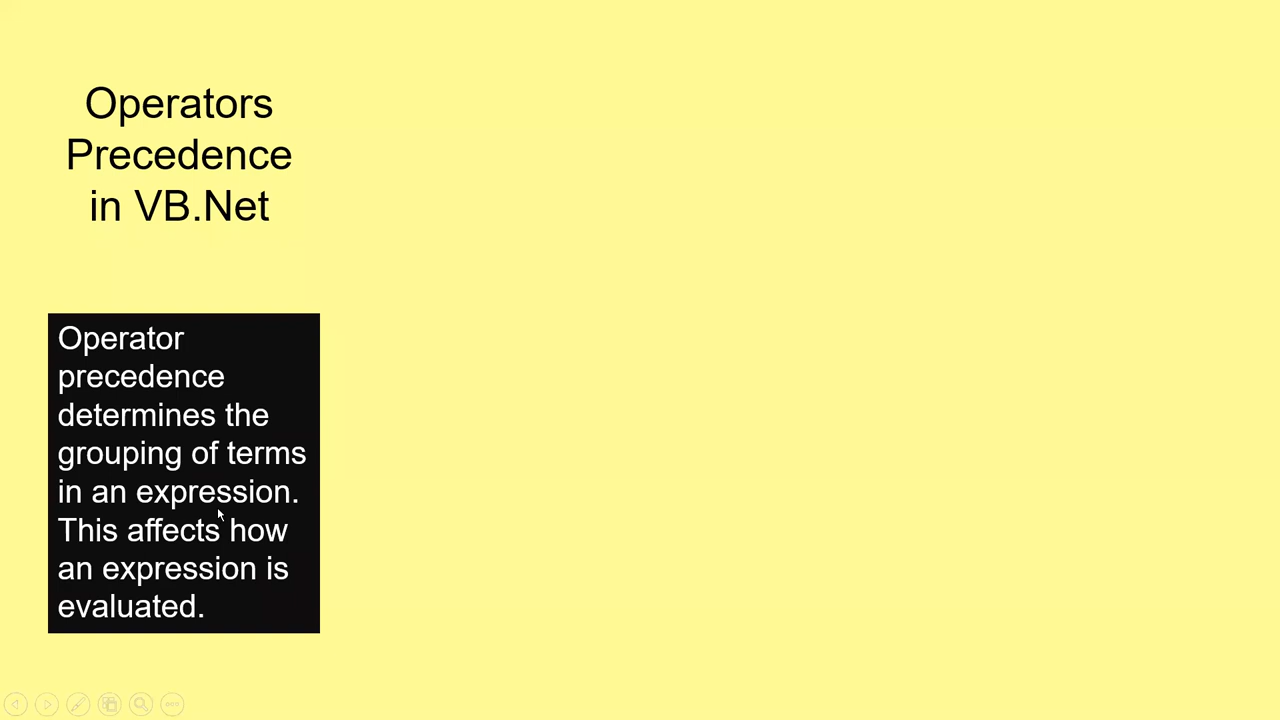 Operators
Precedence
in VB.Net
Operator
precedence
determines the
grouping of terms
in an expression.
This affects how
an expression is
evaluated.